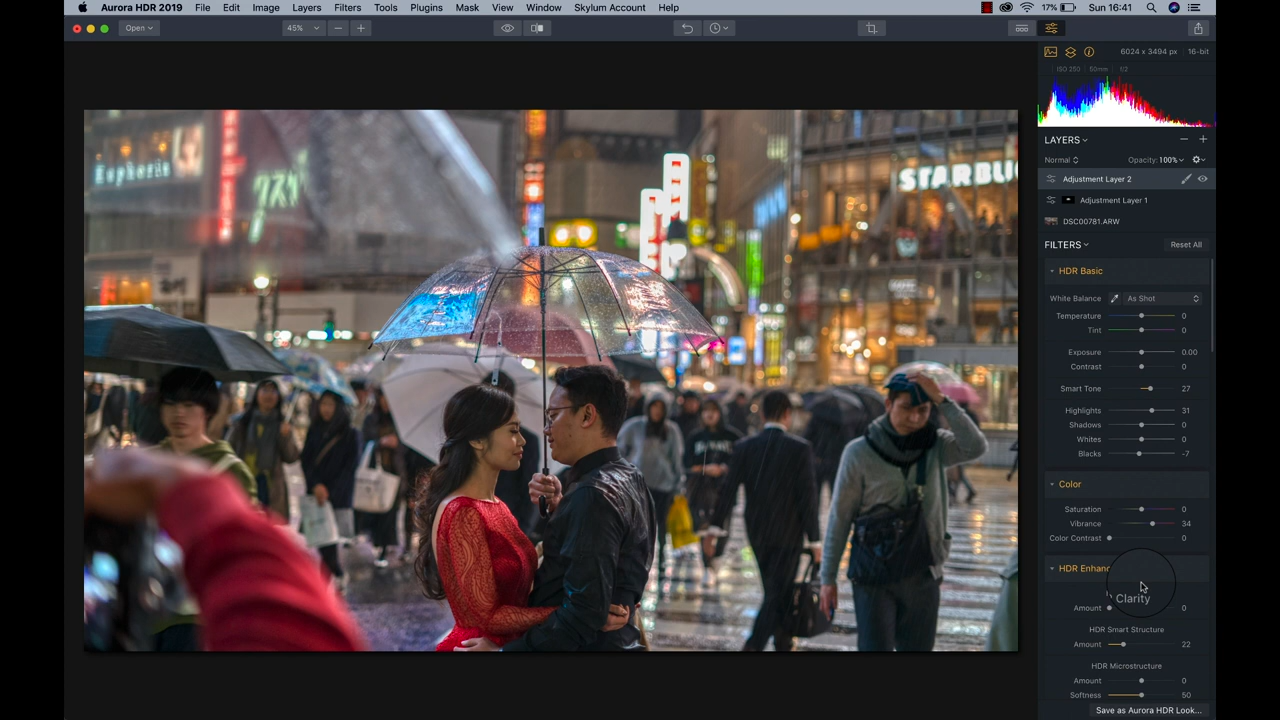 Aurora HDR 2019 File Edit Image Layers Filters Tools Plugins Mask View Window Skylum Account Help 17% Sun 16:41
Open 45%
6024 x 3494 px 16-bit
ISO 250 50mm f/2
LAYERS
Normal Opacity: 100%
Adjustment Layer 2
Adjustment Layer 1
DSC00781.ARW
FILTERS Reset All
HDR Basic
White Balance As Shot
Temperature 0
Tint 0
Exposure 0.00
Contrast 0
Smart Tone 27
Highlights 31
Shadows 0
Whites 0
Blacks -7
Color
Saturation 0
Vibrance 34
Color Contrast 0
HDR Enhanc
Clarity
Amount 0
HDR Smart Structure
Amount 22
HDR Microstructure
Amount 0
Softness 50
Save as Aurora HDR Look...
STARBU